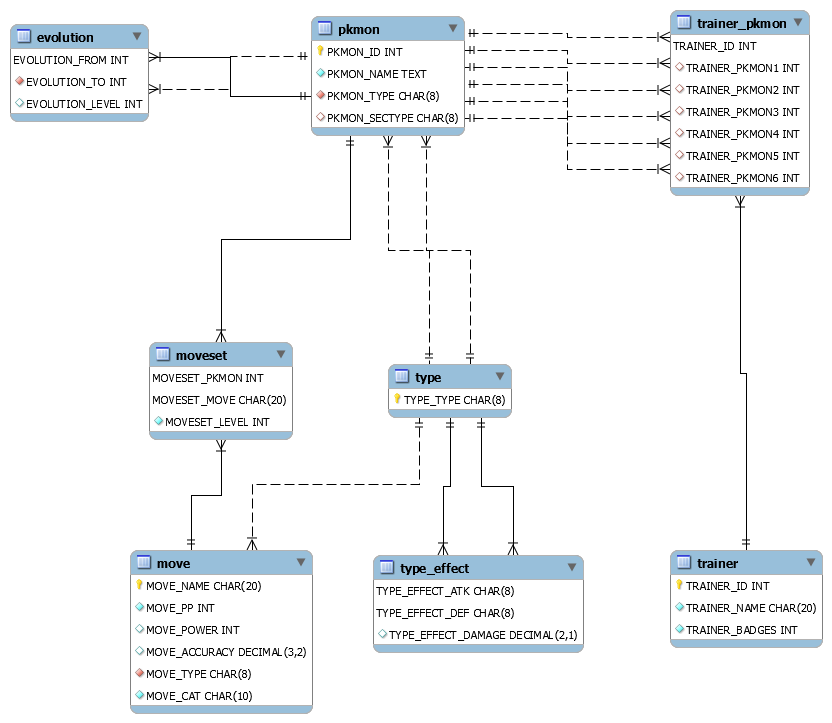 evolution
EVOLUTION_FROM INT
EVOLUTION_TO INT
EVOLUTION_LEVEL INT
pkmon
PKMON_ID INT
PKMON_NAME TEXT
PKMON_TYPE CHAR(8)
PKMON_SECTYPE CHAR(8)
trainer_pkmon
TRAINER_ID INT
TRAINER_PKMON1 INT
TRAINER_PKMON2 INT
TRAINER_PKMON3 INT
TRAINER_PKMON4 INT
TRAINER_PKMON5 INT
TRAINER_PKMON6 INT
moveset
MOVESET_PKMON INT
MOVESET_MOVE CHAR(20)
MOVESET_LEVEL INT
type
TYPE_TYPE CHAR(8)
move
MOVE_NAME CHAR(20)
MOVE_PP INT
MOVE_POWER INT
MOVE_ACCURACY DECIMAL(3,2)
MOVE_TYPE CHAR(8)
MOVE_CAT CHAR(10)
type_effect
TYPE_EFFECT_ATK CHAR(8)
TYPE_EFFECT_DEF CHAR(8)
TYPE_EFFECT_DAMAGE DECIMAL(2,1)
trainer
TRAINER_ID INT
TRAINER_NAME CHAR(20)
TRAINER_BADGES INT